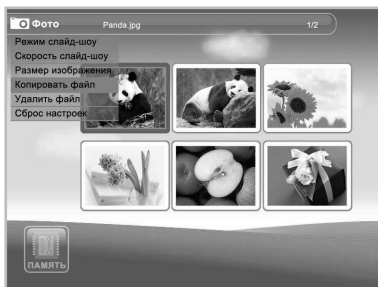 Фото Panda.jpg 1/2
Режим слайд-шоу
Скорость слайд-шоу
Размер изображения
Копировать файл
Удалить файл
Сброс настроек
ПАМЯТЬ